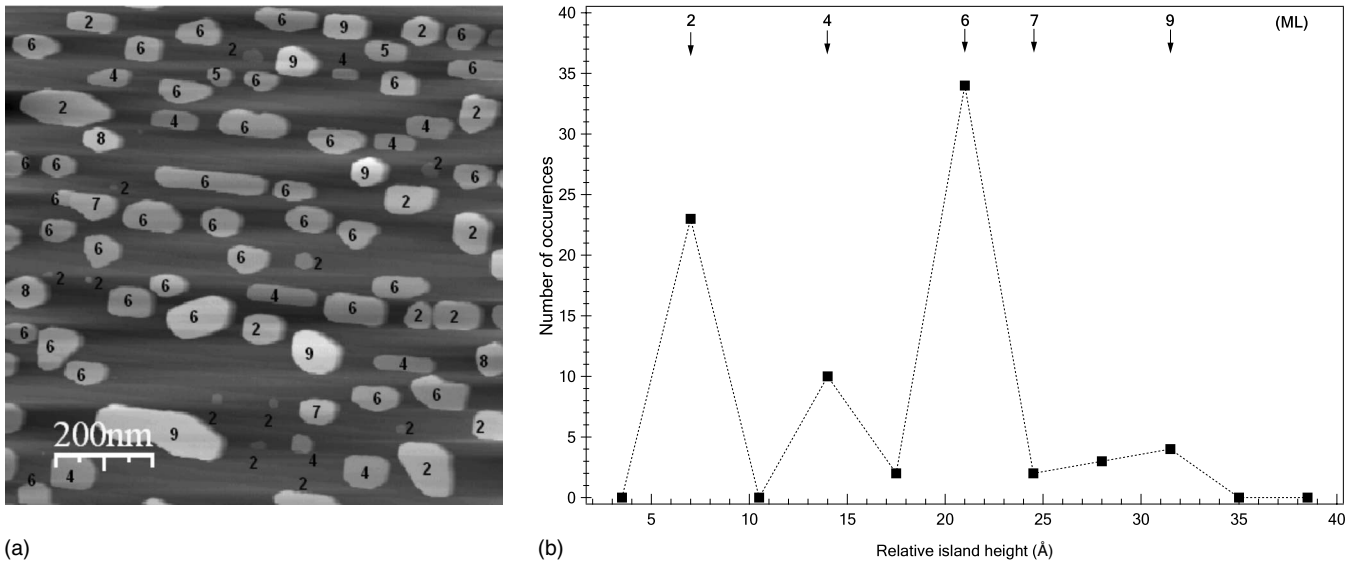 2 6 6 9 2 6
6 6 2 9 4 5 6
4 6 5 6 6
2 4 6 4 2
8 6 4
6 6 6 6 9 2 6
6 7 2 2
6 6 6 6 6 2
6 6 2
8 2 2 6 6 4 6
6 6 2 6 2 2
6 6 9 4 8
6 6 6
2 2 7 2 2
200nm 9
6 4 2 4 4 2
2
(a)
2 4 6 7 9 (ML)
40
35
30
25
20
15
10
5
0
Number of occurences
5 10 15 20 25 30 35 40
Relative island height (Å)
(b)